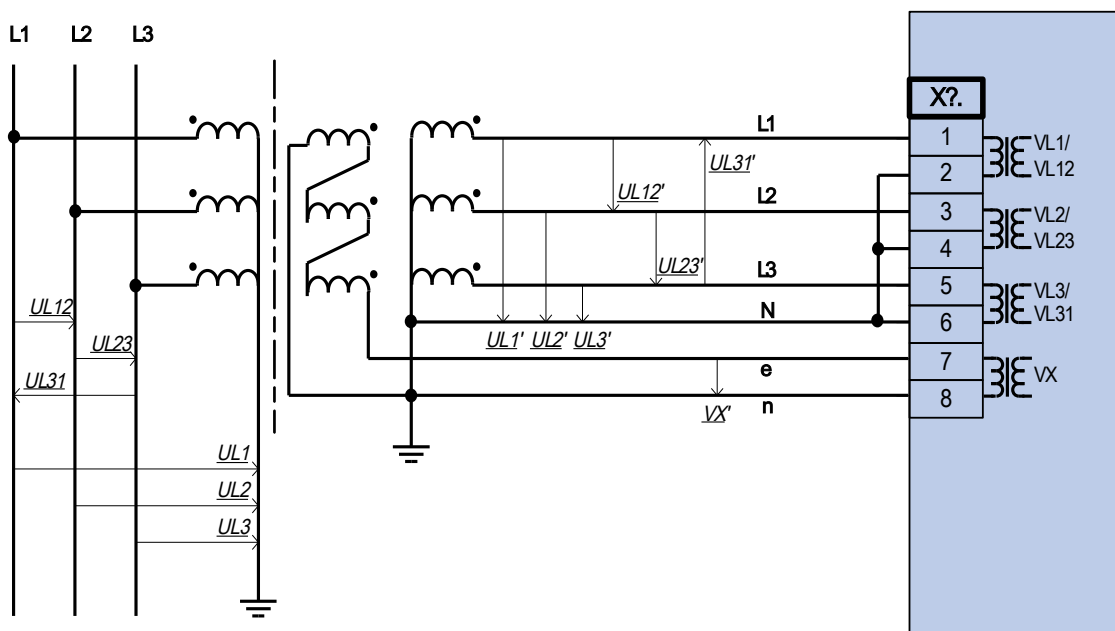 L1 L2 L3
X?.
L1
1
VL1/
UL31'
2
VL12
UL12'
L2
3
VL2/
4
VL23
UL23'
L3
5
VL3/
UL12
N
6
VL31
UL23
UL1' UL2' UL3'
7
UL31
e
VX
n
8
VX'
UL1
UL2
UL3